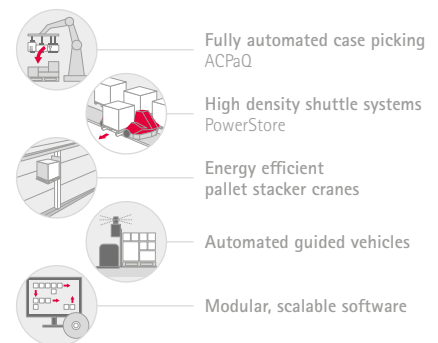 Fully automated case picking
ACPaQ
High density shuttle systems
PowerStore
Energy efficient
pallet stacker cranes
Automated guided vehicles
Modular, scalable software